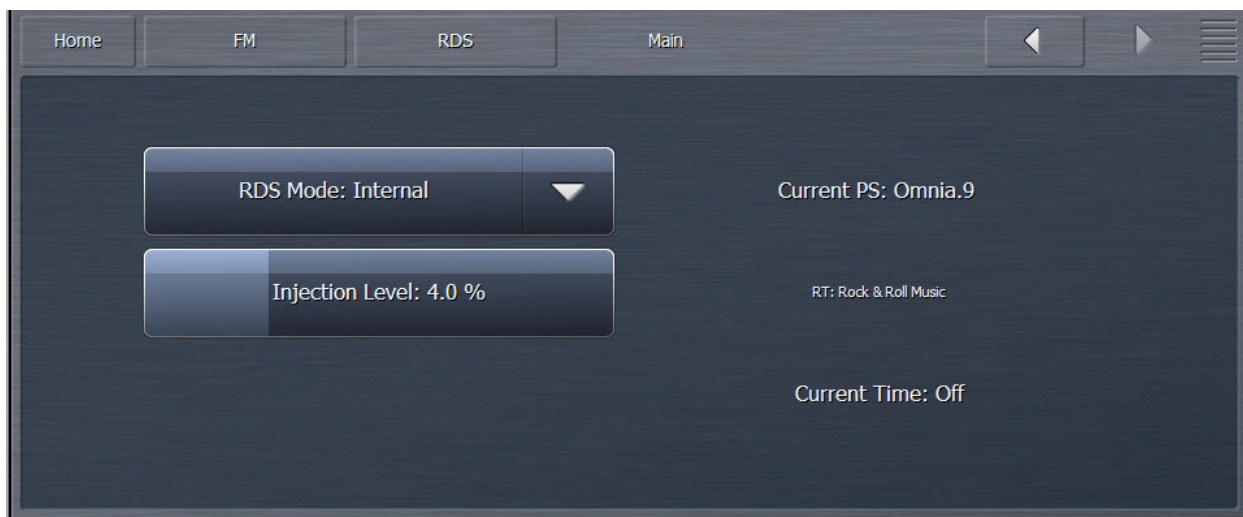 Home FM RDS Main
RDS Mode: Internal
Current PS: Omnia.9
Injection Level: 4.0 %
RT: Rock & Roll Music
Current Time: Off